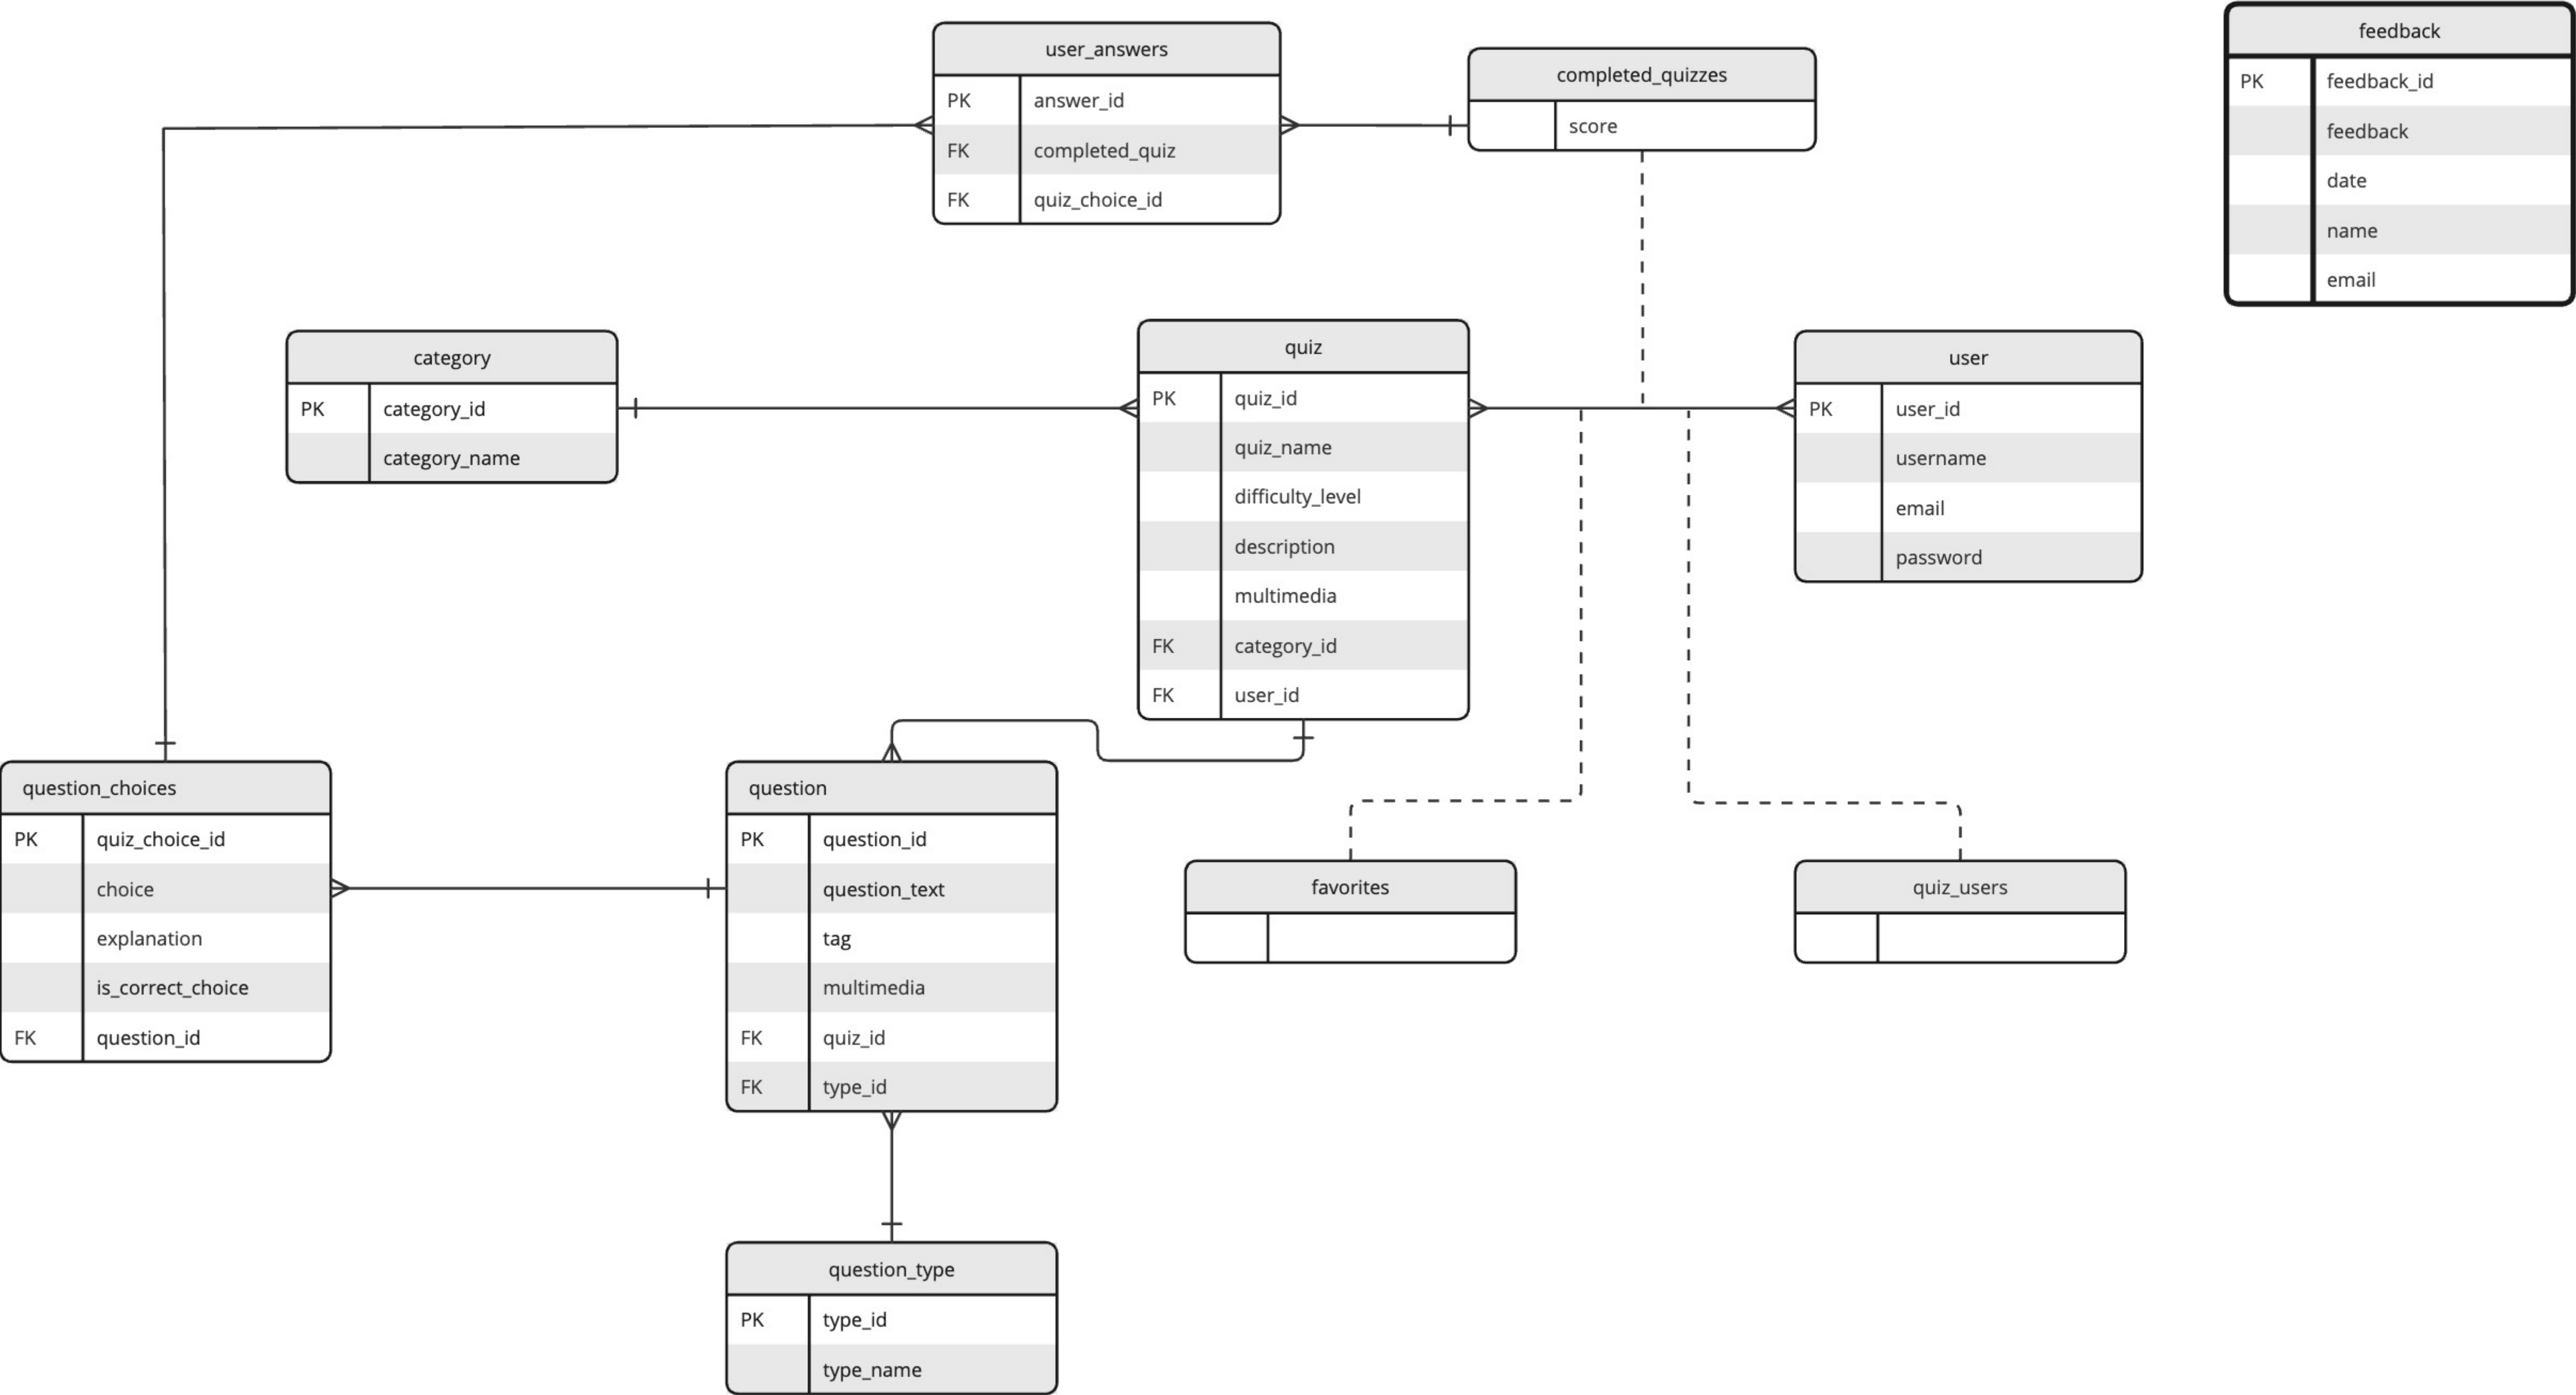 user_answers
PK answer_id
FK completed_quiz
FK quiz_choice_id
completed_quizzes
score
feedback
PK feedback_id
feedback
date
name
email
category
PK category_id
category_name
quiz
PK quiz_id
quiz_name
difficulty_level
description
multimedia
FK category_id
FK user_id
user
PK user_id
username
email
password
question_choices
PK quiz_choice_id
choice
explanation
is_correct_choice
FK question_id
question
PK question_id
question_text
tag
multimedia
FK quiz_id
FK type_id
favorites
quiz_users
question_type
PK type_id
type_name